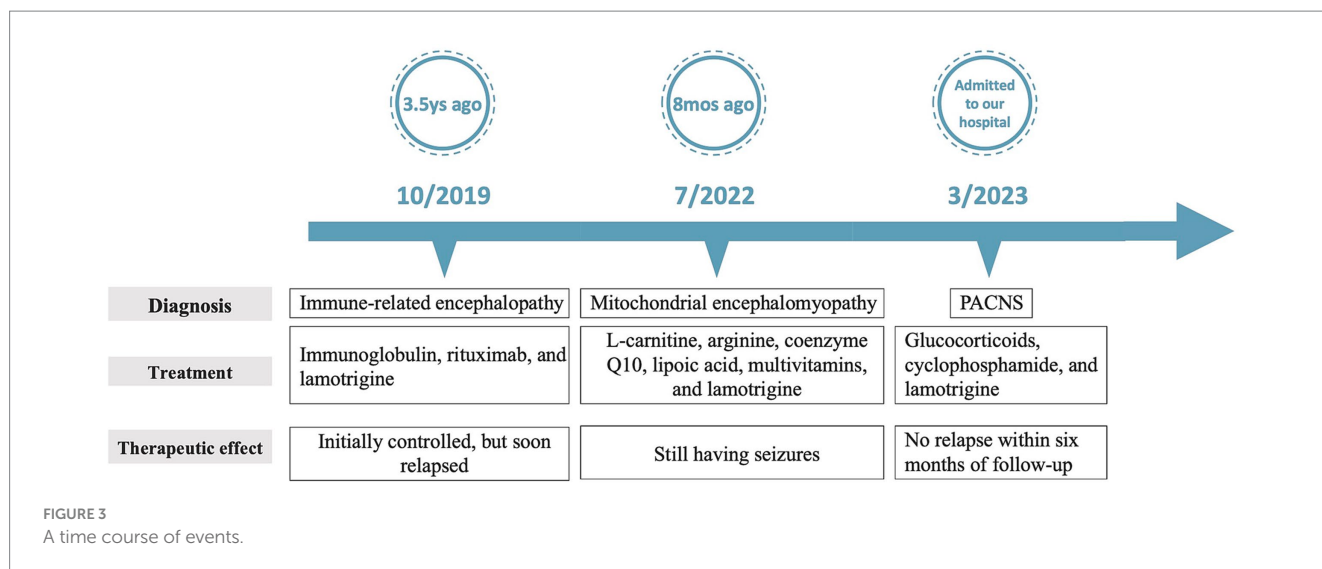 3.5ys ago
8mos ago
Admitted
to our
hospital
10/2019
7/2022
3/2023
Diagnosis
Immune-related encephalopathy
Mitochondrial encephalomyopathy
PACNS
Treatment
Immunoglobulin, rituximab, and
lamotrigine
L-carnitine, arginine, coenzyme
Q10, lipoic acid, multivitamins,
and lamotrigine
Glucocorticoids,
cyclophosphamide, and
lamotrigine
Therapeutic effect
Initially controlled, but soon
relapsed
Still having seizures
No relapse within six
months of follow-up
FIGURE 3
A time course of events.